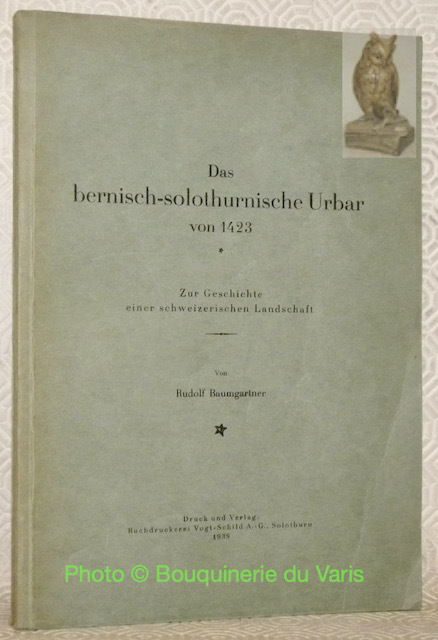 Das
bernisch-solothurnische Urbar
von 1423
*
Zur Geschichte
einer schweizerischen Landschaft
Von
Rudolf Baumgartner
Druck und Verlag:
Buchdruckerei Vogt-Schild A.-G., Solothurn
1938
Photo © Bouquinerie du Varis